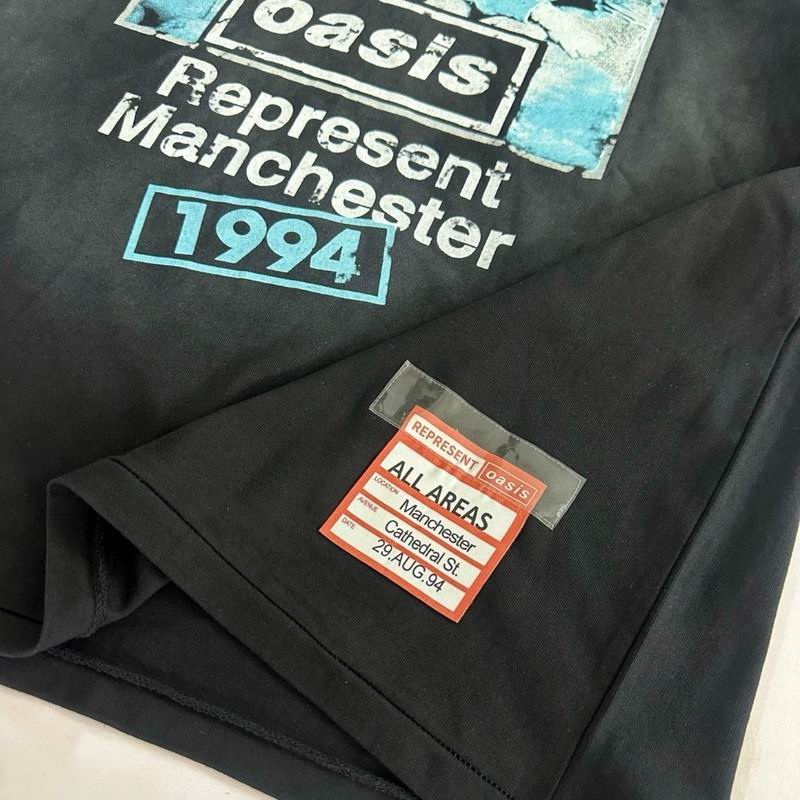 oasis
Represent
Manchester
1994
REPRESENT oasis
ALL AREAS
LOCATION Manchester
AVENUE Cathedral St.
DATE 29.AUG.94